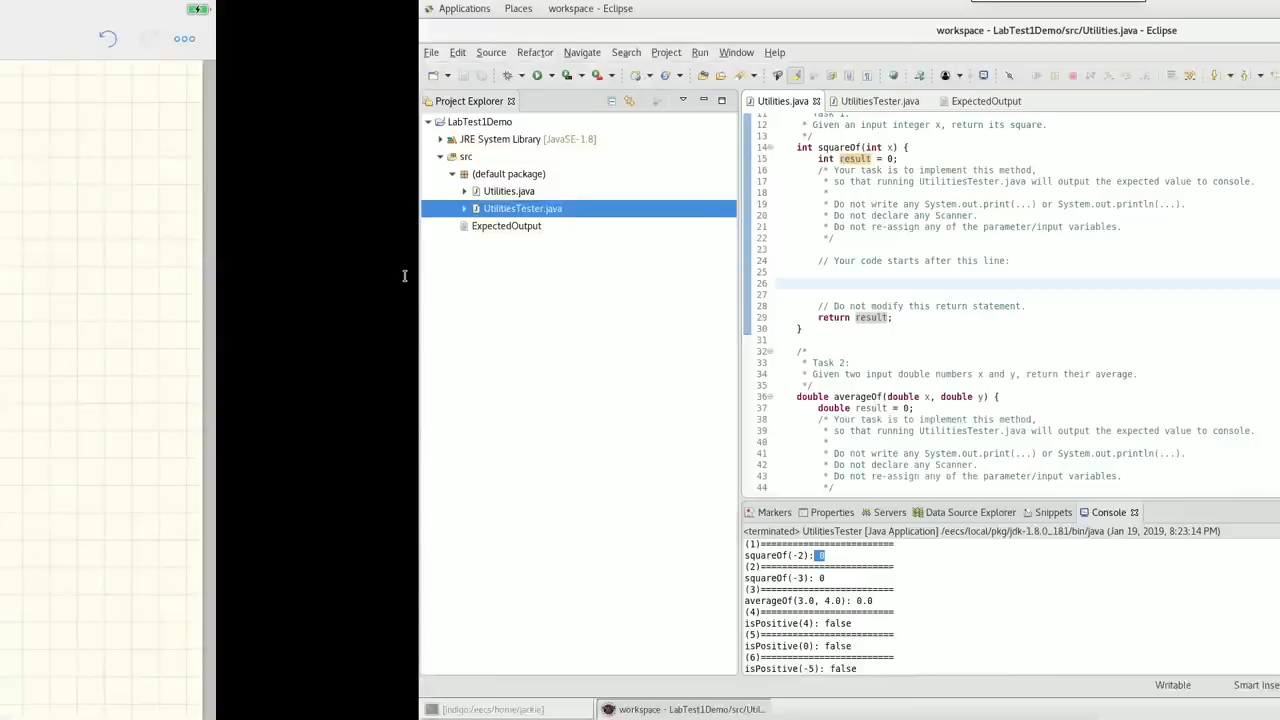 Applications Places workspace - Eclipse
workspace - LabTest1Demo/src/Utilities.java - Eclipse
File Edit Source Refactor Navigate Search Project Run Window Help
Project Explorer
LabTest1Demo
JRE System Library [JavaSE-1.8]
src
(default package)
Utilities.java
UtilitiesTester.java
ExpectedOutput
Utilities.java UtilitiesTester.java ExpectedOutput
11 * Task 1:
12 * Given an input integer x, return its square.
13 */
14 int squareOf(int x) {
15 int result = 0;
16 /* Your task is to implement this method,
17 * so that running UtilitiesTester.java will output the expected value to console.
18 *
19 * Do not write any System.out.print(...) or System.out.println(...).
20 * Do not declare any Scanner.
21 * Do not re-assign any of the parameter/input variables.
22 */
23
24 // Your code starts after this line:
25
26
27
28 // Do not modify this return statement.
29 return result;
30 }
31
32 /*
33 * Task 2:
34 * Given two input double numbers x and y, return their average.
35 */
36 double averageOf(double x, double y) {
37 double result = 0;
38 /* Your task is to implement this method,
39 * so that running UtilitiesTester.java will output the expected value to console.
40 *
41 * Do not write any System.out.print(...) or System.out.println(...).
42 * Do not declare any Scanner.
43 * Do not re-assign any of the parameter/input variables.
44 */
Markers Properties Servers Data Source Explorer Snippets Console
<terminated> UtilitiesTester [Java Application] /eecs/local/pkg/jdk-1.8.0_181/bin/java (Jan 19, 2019, 8:23:14 PM)
(1)=========================
squareOf(-2): 0
(2)=========================
squareOf(-3): 0
(3)=========================
averageOf(3.0, 4.0): 0.0
(4)=========================
isPositive(4): false
(5)=========================
isPositive(0): false
(6)=========================
isPositive(-5): false
Writable Smart Inse
[indigo:/eecs/home/jackie] workspace - LabTest1Demo/src/Util...